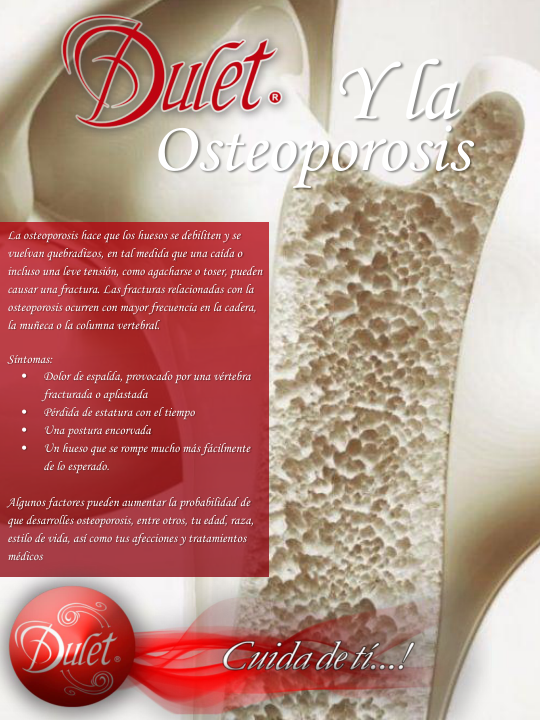 Dulet®
Y la
Osteoporosis
La osteoporosis hace que los huesos se debiliten y se
vuelvan quebradizos, en tal medida que una caída o
incluso una leve tensión, como agacharse o toser, pueden
causar una fractura. Las fracturas relacionadas con la
osteoporosis ocurren con mayor frecuencia en la cadera,
la muñeca o la columna vertebral.
Síntomas:
• Dolor de espalda, provocado por una vértebra
fracturada o aplastada
• Pérdida de estatura con el tiempo
• Una postura encorvada
• Un hueso que se rompe mucho más fácilmente
de lo esperado.
Algunos factores pueden aumentar la probabilidad de
que desarrolles osteoporosis, entre otros, tu edad, raza,
estilo de vida, así como tus afecciones y tratamientos
médicos
Dulet®
Cuida de tí...!